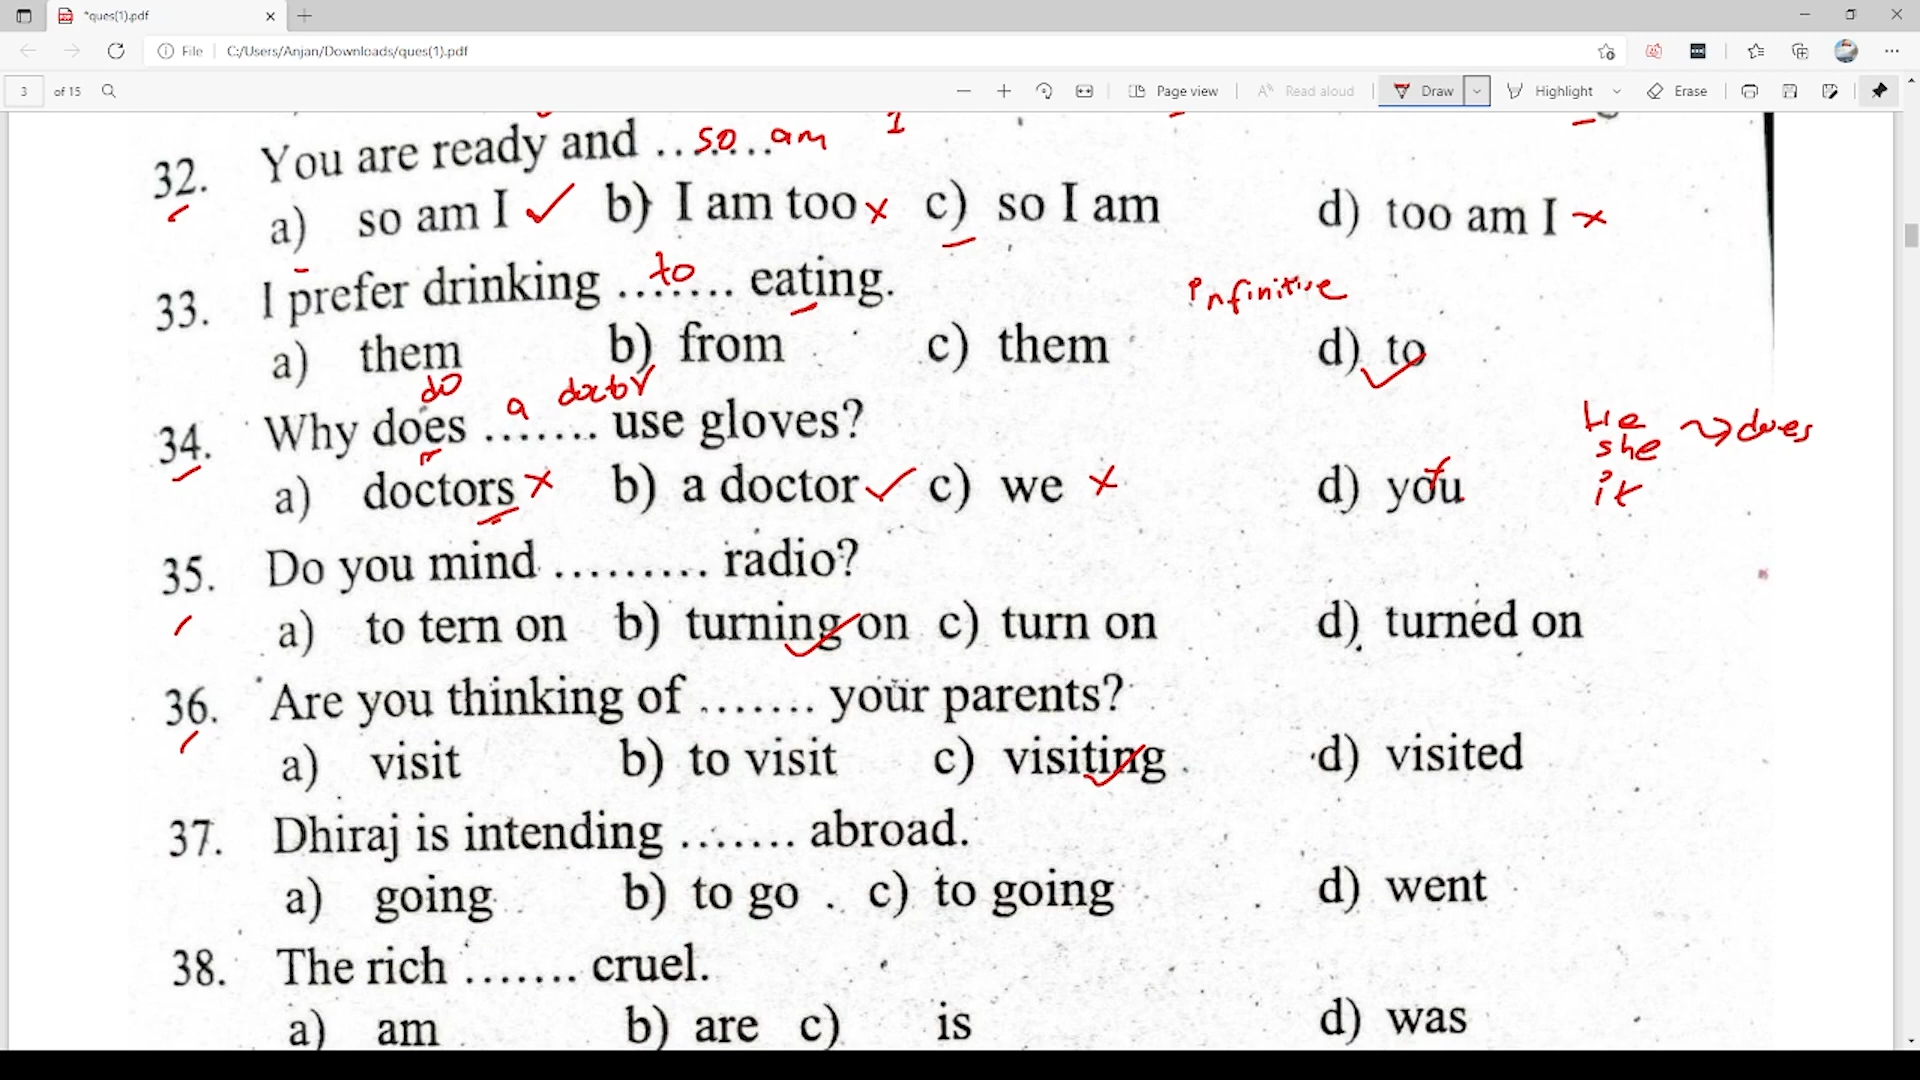 *ques(1).pdf
File C:/Users/Anjan/Downloads/ques(1).pdf
3 of 15 Page view Read aloud Draw Highlight Erase
so am I
32. You are ready and .......
a) so am I b) I am too c) so I am d) too am I
to
33. I prefer drinking ....... eating.
infinitive
a) them b) from c) them d) to
do a doctor
34. Why does ....... use gloves?
He
she does
it
a) doctors b) a doctor c) we d) you
35. Do you mind ......... radio?
a) to tern on b) turning on c) turn on d) turned on
36. Are you thinking of ....... your parents?
a) visit b) to visit c) visiting d) visited
37. Dhiraj is intending ....... abroad.
a) going b) to go c) to going d) went
38. The rich ....... cruel.
a) am b) are c) is d) was